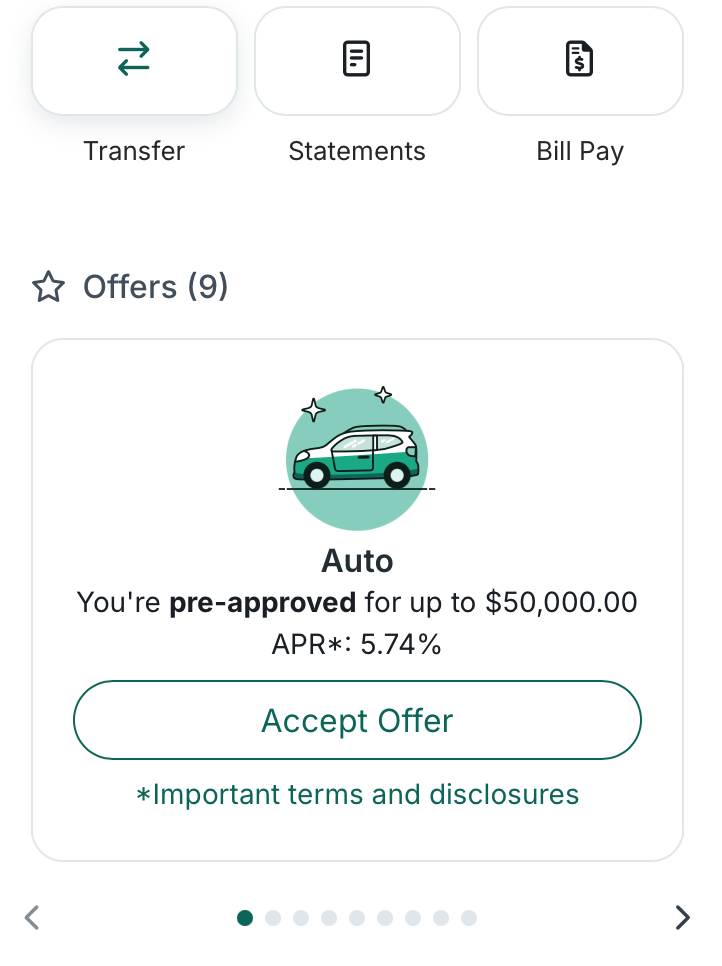 Transfer
Statements
Bill Pay
Offers (9)
Auto
You're pre-approved for up to $50,000.00
APR*: 5.74%
Accept Offer
*Important terms and disclosures